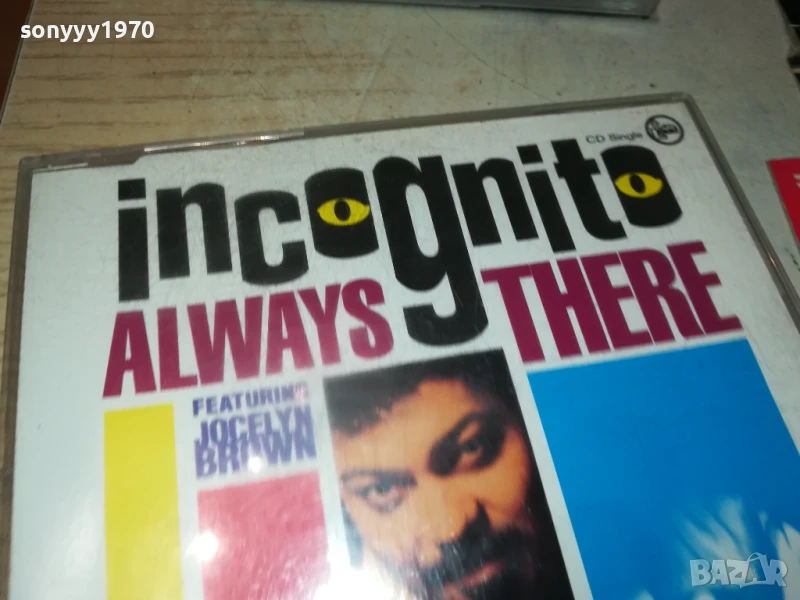 sonyyy1970
CD Single
incognito
ALWAYS THERE
FEATURING
JOCELYN
BROWN
BAZAR